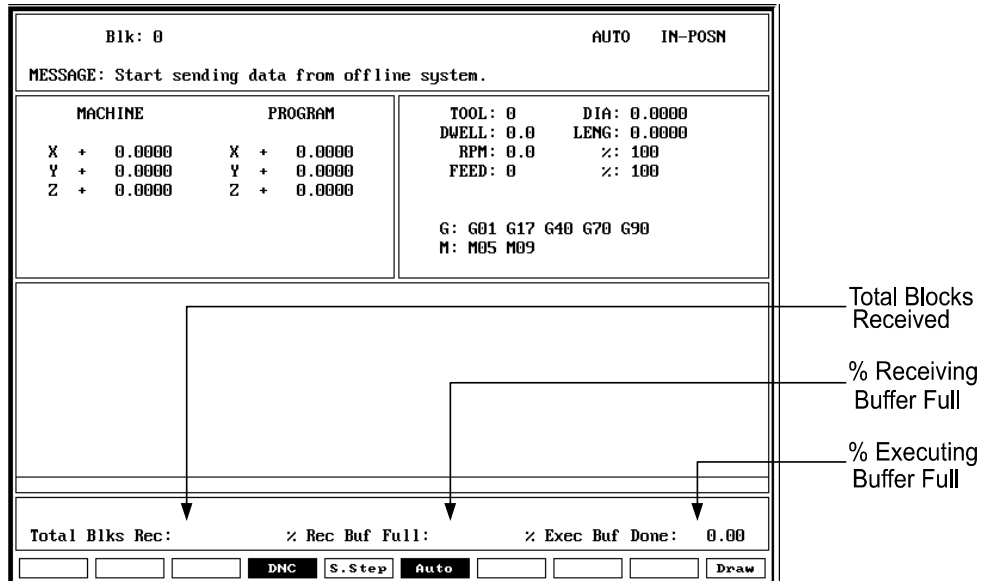 Blk: 0 AUTO IN-POSN
MESSAGE: Start sending data from offline system.
MACHINE PROGRAM
X + 0.0000 X + 0.0000
Y + 0.0000 Y + 0.0000
Z + 0.0000 Z + 0.0000
TOOL: 0 DIA: 0.0000
DWELL: 0.0 LENG: 0.0000
RPM: 0.0 %: 100
FEED: 0 %: 100
G: G01 G17 G40 G70 G90
M: M05 M09
Total Blocks
Received
% Receiving
Buffer Full
% Executing
Buffer Full
Total Blks Rec: % Rec Buf Full: % Exec Buf Done: 0.00
DNC S.Step Auto Draw